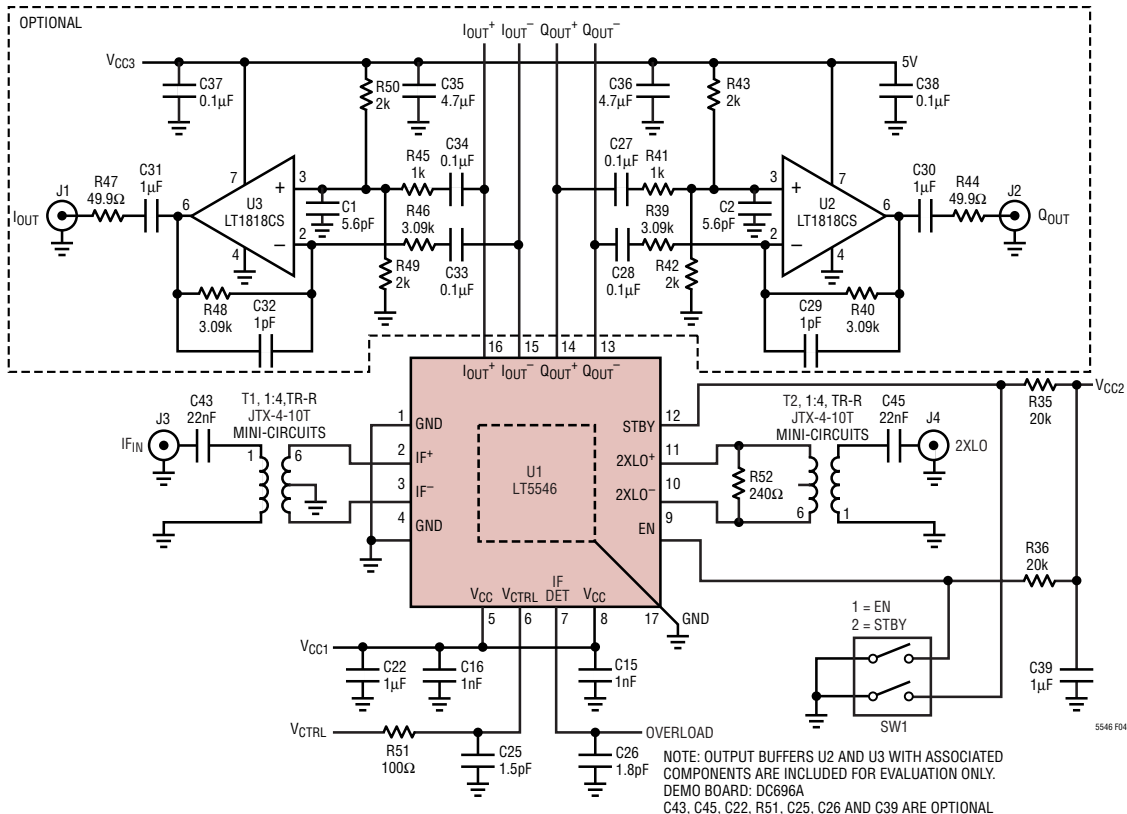 OPTIONAL
IOUT+ IOUT– QOUT+ QOUT–
VCC3
5V
C37
0.1µF
R50
2k
C35
4.7µF
C36
4.7µF
R43
2k
C38
0.1µF
J1
IOUT
R47
49.9Ω
C31
1µF
6
7
U3
LT1818CS
+
–
3
2
4
C1
5.6pF
R45
1k
C34
0.1µF
R46
3.09k
C33
0.1µF
R49
2k
R48
3.09k
C32
1pF
C27
0.1µF
R41
1k
R39
3.09k
C28
0.1µF
R42
2k
C2
5.6pF
3
2
+
–
7
U2
LT1818CS
4
6
C30
1µF
R44
49.9Ω
J2
QOUT
C29
1pF
R40
3.09k
16 15 14 13
IOUT+ IOUT– QOUT+ QOUT–
J3
IFIN
C43
22nF
T1, 1:4,TR-R
JTX-4-10T
MINI-CIRCUITS
1
6
1
GND
2
IF+
3
IF–
4
GND
U1
LT5546
STBY
12
2XLO+
11
2XLO–
10
EN
9
R52
240Ω
T2, 1:4, TR-R
JTX-4-10T
MINI-CIRCUITS
6
1
C45
22nF
J4
2XLO
R35
20k
VCC2
R36
20k
VCC
VCTRL
IF
DET
VCC
5 6 7 8 17
GND
1 = EN
2 = STBY
SW1
C39
1µF
VCC1
C22
1µF
C16
1nF
C15
1nF
VCTRL
R51
100Ω
C25
1.5pF
OVERLOAD
C26
1.8pF
5546 F04
NOTE: OUTPUT BUFFERS U2 AND U3 WITH ASSOCIATED
COMPONENTS ARE INCLUDED FOR EVALUATION ONLY.
DEMO BOARD: DC696A
C43, C45, C22, R51, C25, C26 AND C39 ARE OPTIONAL